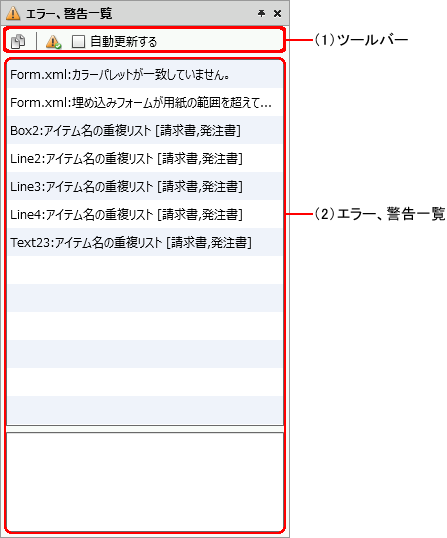 エラー、警告一覧
自動更新する
(1)ツールバー
Form.xml:カラーパレットが一致していません。
Form.xml:埋め込みフォームが用紙の範囲を超えて...
Box2:アイテム名の重複リスト [請求書,発注書]
Line2:アイテム名の重複リスト [請求書,発注書]
Line3:アイテム名の重複リスト [請求書,発注書]
Line4:アイテム名の重複リスト [請求書,発注書]
(2)エラー、警告一覧
Text23:アイテム名の重複リスト [請求書,発注書]